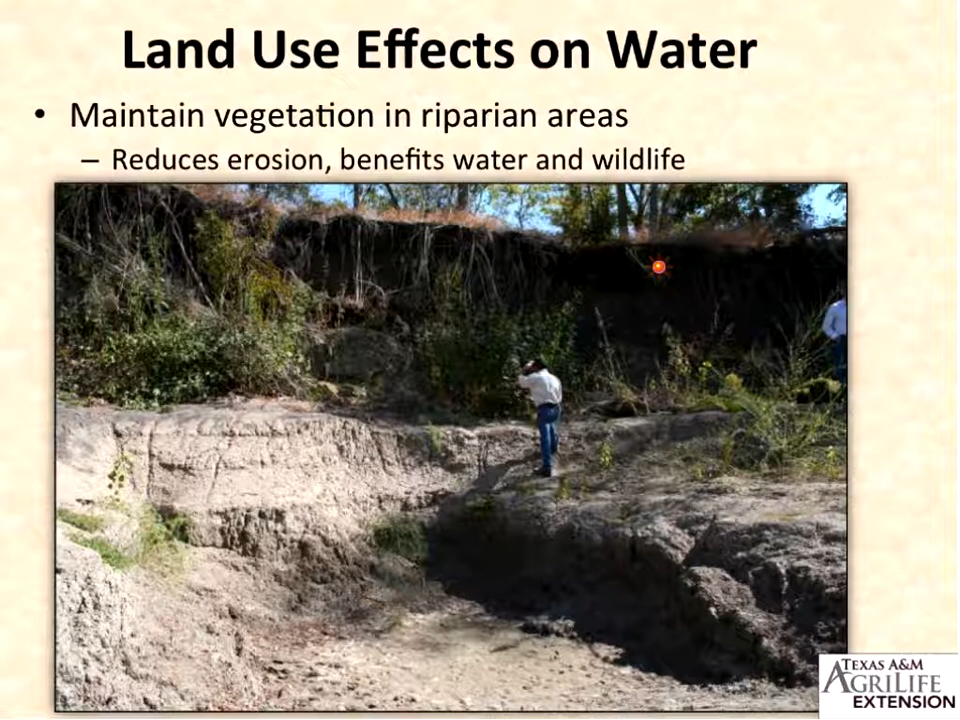 Land Use Effects on Water
• Maintain vegetation in riparian areas
– Reduces erosion, benefits water and wildlife
TEXAS A&M
AGRILIFE
EXTENSION